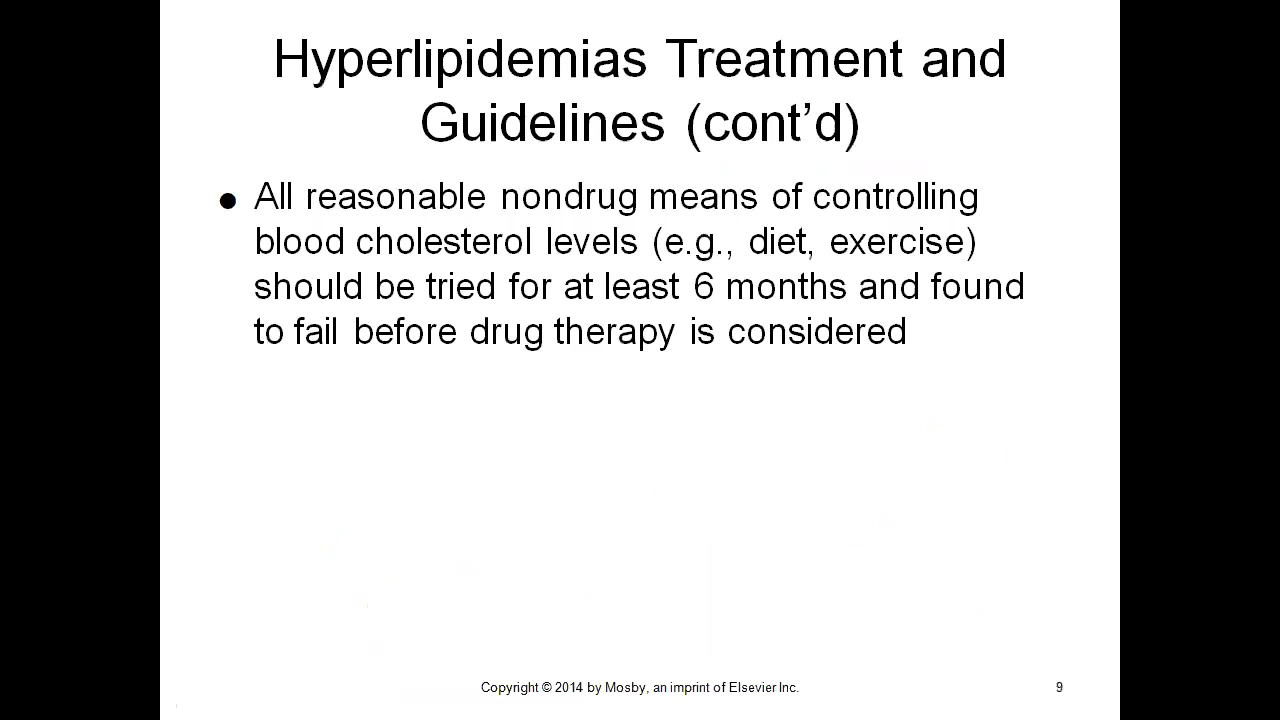 Hyperlipidemias Treatment and
Guidelines (cont’d)
● All reasonable nondrug means of controlling
blood cholesterol levels (e.g., diet, exercise)
should be tried for at least 6 months and found
to fail before drug therapy is considered
Copyright © 2014 by Mosby, an imprint of Elsevier Inc.
9